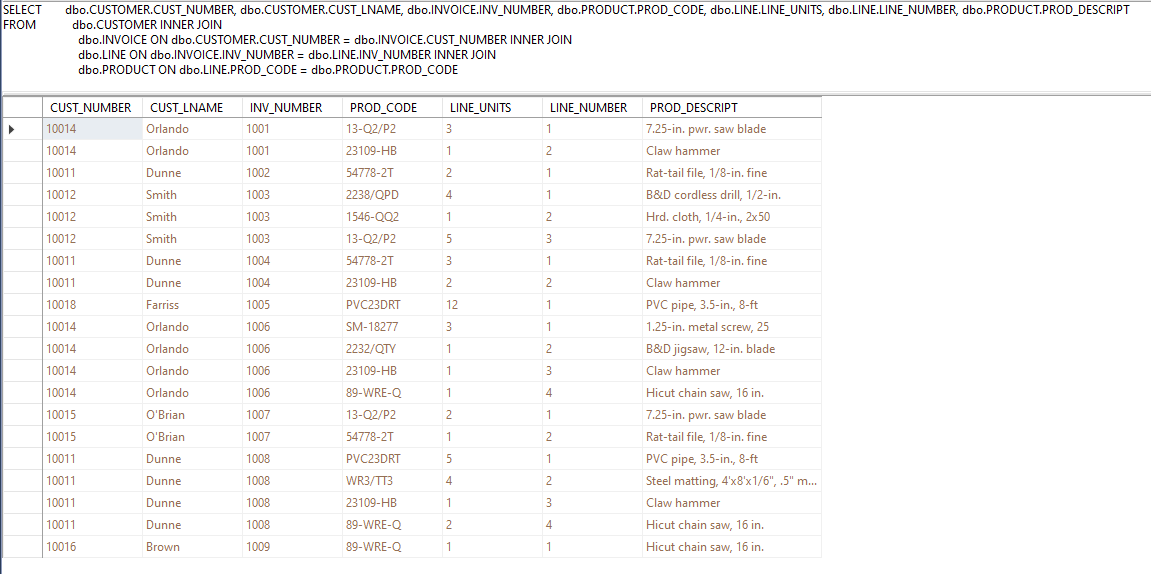 SELECT dbo.CUSTOMER.CUST_NUMBER, dbo.CUSTOMER.CUST_LNAME, dbo.INVOICE.INV_NUMBER, dbo.PRODUCT.PROD_CODE, dbo.LINE.LINE_UNITS, dbo.LINE.LINE_NUMBER, dbo.PRODUCT.PROD_DESCRIPT
FROM dbo.CUSTOMER INNER JOIN
dbo.INVOICE ON dbo.CUSTOMER.CUST_NUMBER = dbo.INVOICE.CUST_NUMBER INNER JOIN
dbo.LINE ON dbo.INVOICE.INV_NUMBER = dbo.LINE.INV_NUMBER INNER JOIN
dbo.PRODUCT ON dbo.LINE.PROD_CODE = dbo.PRODUCT.PROD_CODE
CUST_NUMBER CUST_LNAME INV_NUMBER PROD_CODE LINE_UNITS LINE_NUMBER PROD_DESCRIPT
10014 Orlando 1001 13-Q2/P2 3 1 7.25-in. pwr. saw blade
10014 Orlando 1001 23109-HB 1 2 Claw hammer
10011 Dunne 1002 54778-2T 2 1 Rat-tail file, 1/8-in. fine
10012 Smith 1003 2238/QPD 4 1 B&D cordless drill, 1/2-in.
10012 Smith 1003 1546-QQ2 1 2 Hrd. cloth, 1/4-in., 2x50
10012 Smith 1003 13-Q2/P2 5 3 7.25-in. pwr. saw blade
10011 Dunne 1004 54778-2T 3 1 Rat-tail file, 1/8-in. fine
10011 Dunne 1004 23109-HB 2 2 Claw hammer
10018 Farriss 1005 PVC23DRT 12 1 PVC pipe, 3.5-in., 8-ft
10014 Orlando 1006 SM-18277 3 1 1.25-in. metal screw, 25
10014 Orlando 1006 2232/QTY 1 2 B&D jigsaw, 12-in. blade
10014 Orlando 1006 23109-HB 1 3 Claw hammer
10014 Orlando 1006 89-WRE-Q 1 4 Hicut chain saw, 16 in.
10015 O'Brian 1007 13-Q2/P2 2 1 7.25-in. pwr. saw blade
10015 O'Brian 1007 54778-2T 1 2 Rat-tail file, 1/8-in. fine
10011 Dunne 1008 PVC23DRT 5 1 PVC pipe, 3.5-in., 8-ft
10011 Dunne 1008 WR3/TT3 4 2 Steel matting, 4'x8'x1/6", .5" m...
10011 Dunne 1008 23109-HB 1 3 Claw hammer
10011 Dunne 1008 89-WRE-Q 2 4 Hicut chain saw, 16 in.
10016 Brown 1009 89-WRE-Q 1 1 Hicut chain saw, 16 in.